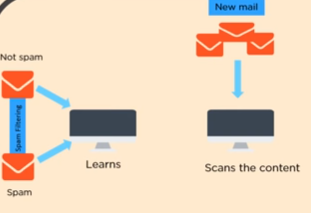 New mail
Not spam
Spam Filtering
Learns
Scans the content
Spam